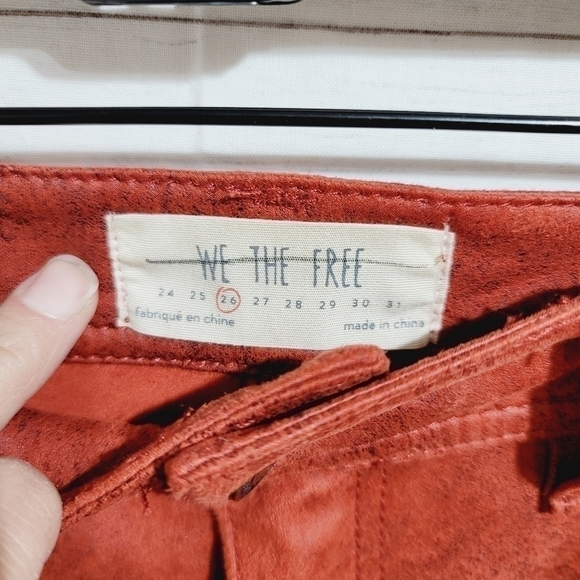 WE THE FREE
24 25 26 27 28 29 30 31
fabriqué en chine made in china